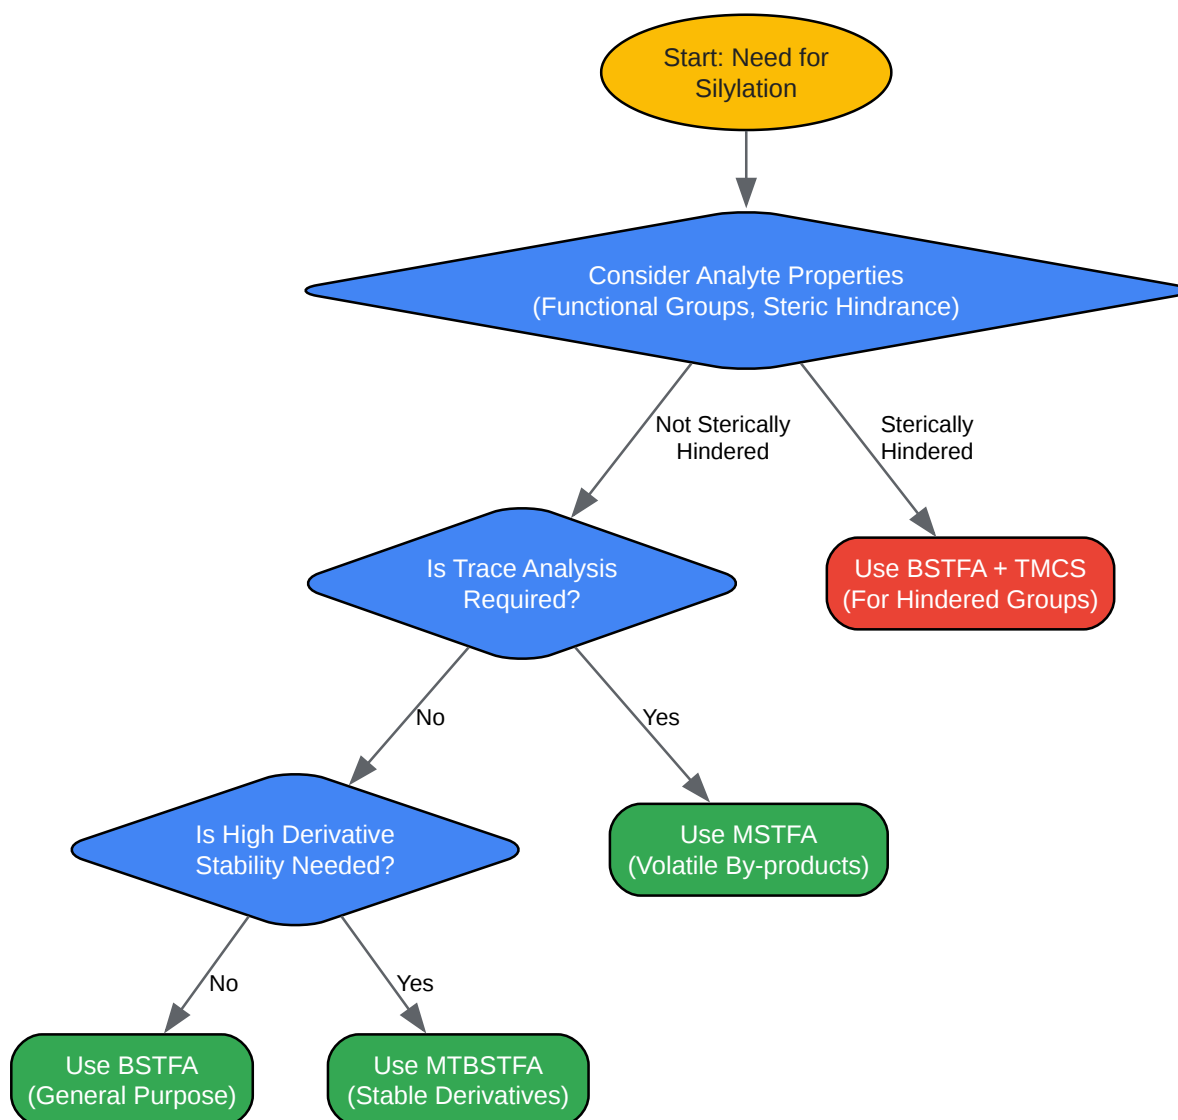 Start: Need for
Silylation
Consider Analyte Properties
(Functional Groups, Steric Hindrance)
Not Sterically
Hindered
Sterically
Hindered
Is Trace Analysis
Required?
Use BSTFA + TMCS
(For Hindered Groups)
No
Yes
Is High Derivative
Stability Needed?
Use MSTFA
(Volatile By-products)
No
Yes
Use BSTFA
(General Purpose)
Use MTBSTFA
(Stable Derivatives)